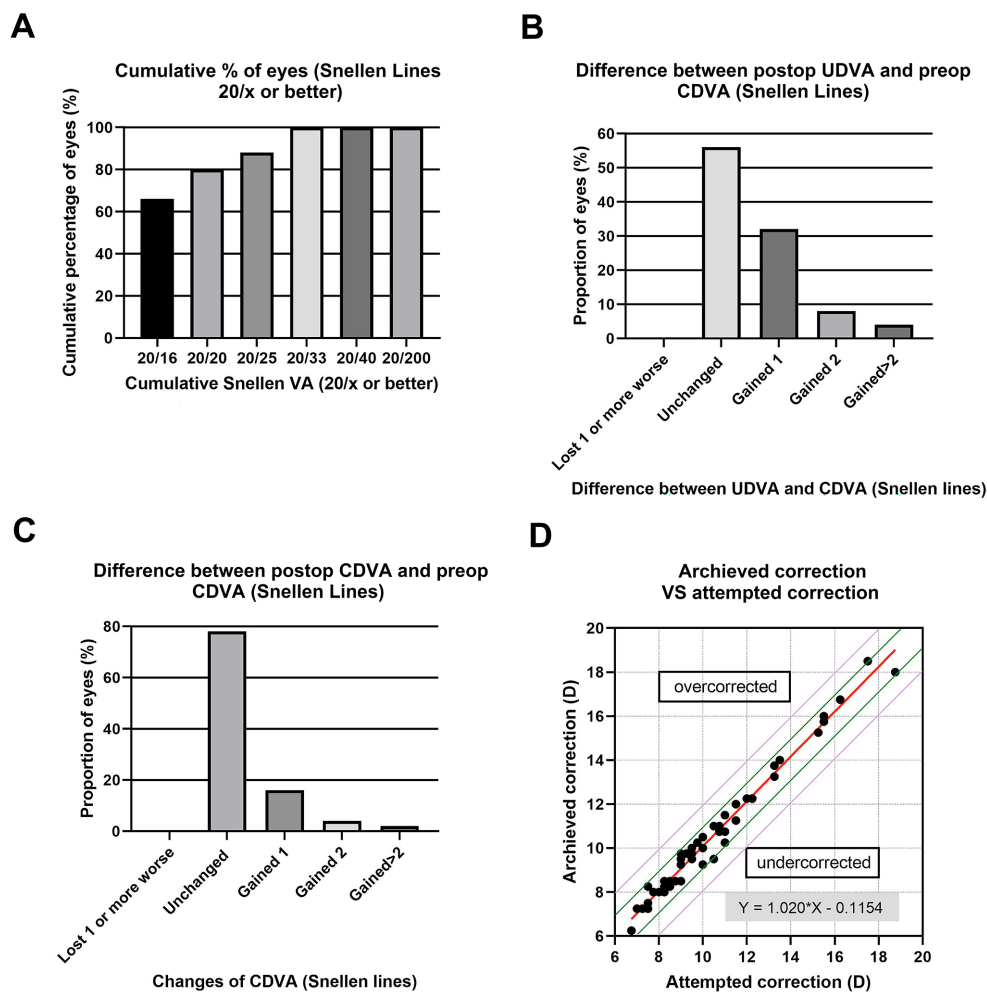 A
Cumulative % of eyes (Snellen Lines
20/x or better)
Cumulative percentage of eyes (%)
100
80
60
40
20
0
20/16 20/20 20/25 20/33 20/40 20/200
Cumulative Snellen VA (20/x or better)
B
Difference between postop UDVA and preop
CDVA (Snellen Lines)
Proportion of eyes (%)
60
50
40
30
20
10
0
Lost 1 or more worse
Unchanged
Gained 1
Gained 2
Gained>2
Difference between UDVA and CDVA (Snellen lines)
C
Difference between postop CDVA and preop
CDVA (Snellen Lines)
Proportion of eyes (%)
80
60
40
20
0
Lost 1 or more worse
Unchanged
Gained 1
Gained 2
Gained>2
Changes of CDVA (Snellen lines)
D
Archieved correction
VS attempted correction
Archieved correction (D)
20
18
16
14
12
10
8
6
overcorrected
undercorrected
Y = 1.020*X - 0.1154
6 8 10 12 14 16 18 20
Attempted correction (D)